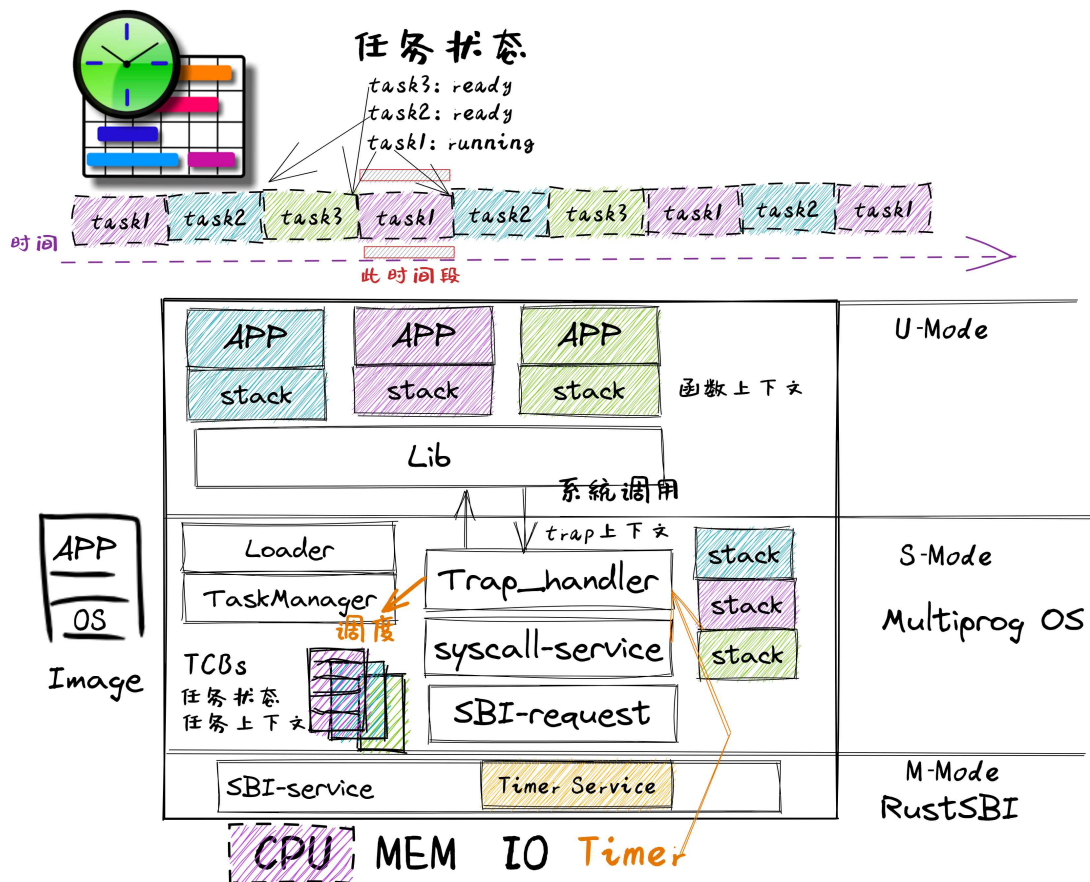 任务状态
task3: ready
task2: ready
task1: running
task1 task2 task3 task1 task2 task3 task1 task2 task1
时间
此时间段
APP APP APP
U-Mode
stack stack stack
函数上下文
Lib
系统调用
trap上下文
APP
OS
Image
Loader
TaskManager
调度
Trap_handler
syscall-service
SBI-request
stack
stack
stack
S-Mode
Multiprog OS
TCBs
任务状态
任务上下文
SBI-service
Timer Service
M-Mode
RustSBI
CPU MEM IO Timer